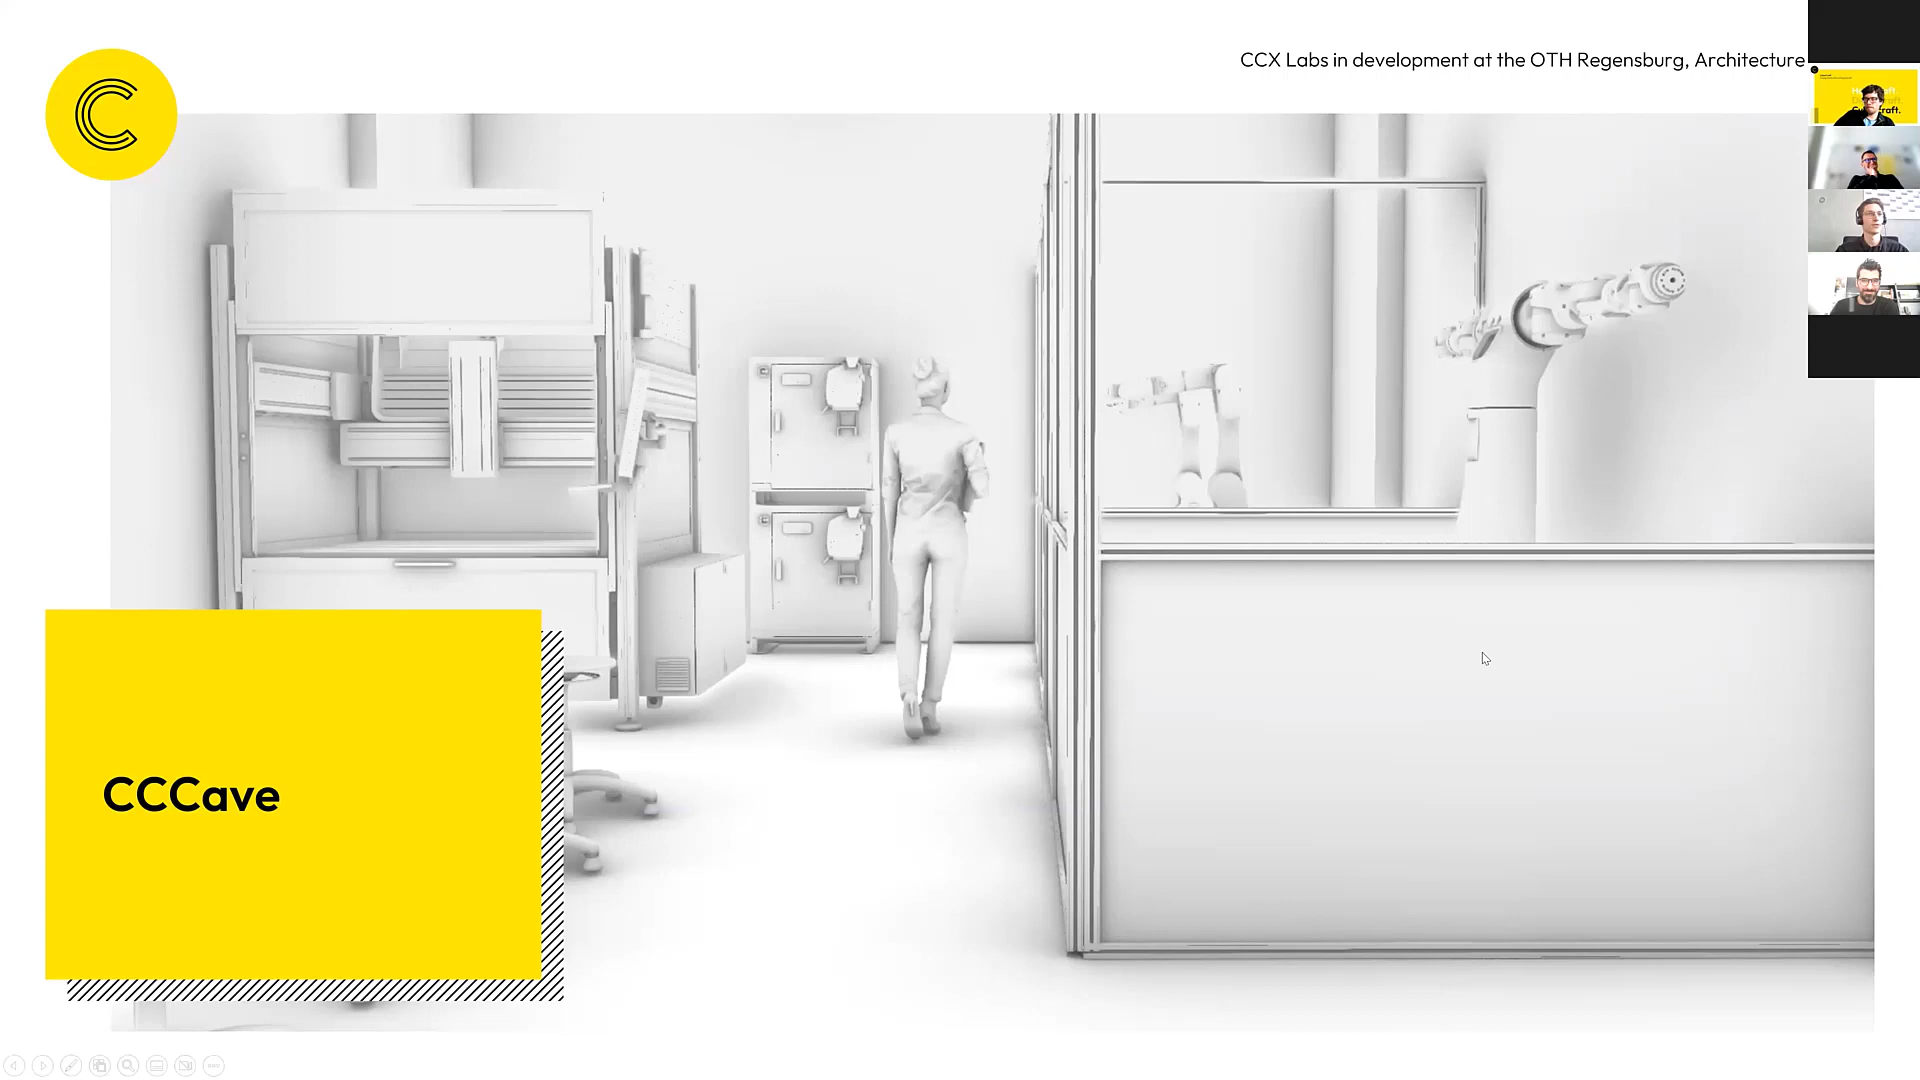 CCX Labs in development at the OTH Regensburg, Architecture
C
CCCave